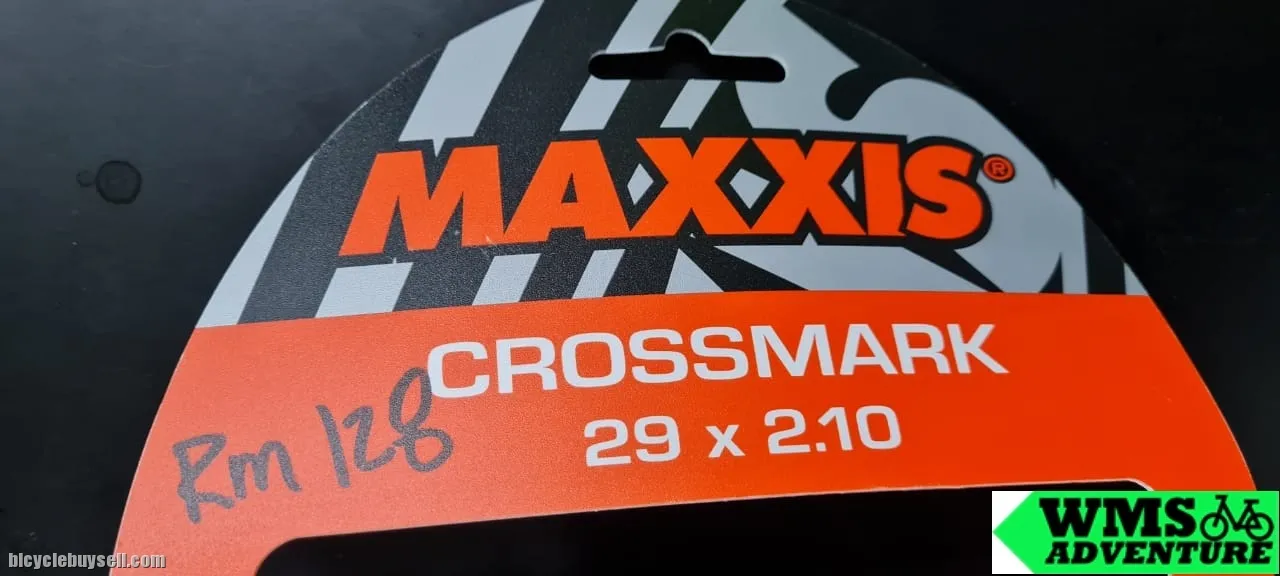 MAXXIS®
CROSSMARK
29 x 2.10
Rm 128
bicyclebuysell.com
WMS
ADVENTURE